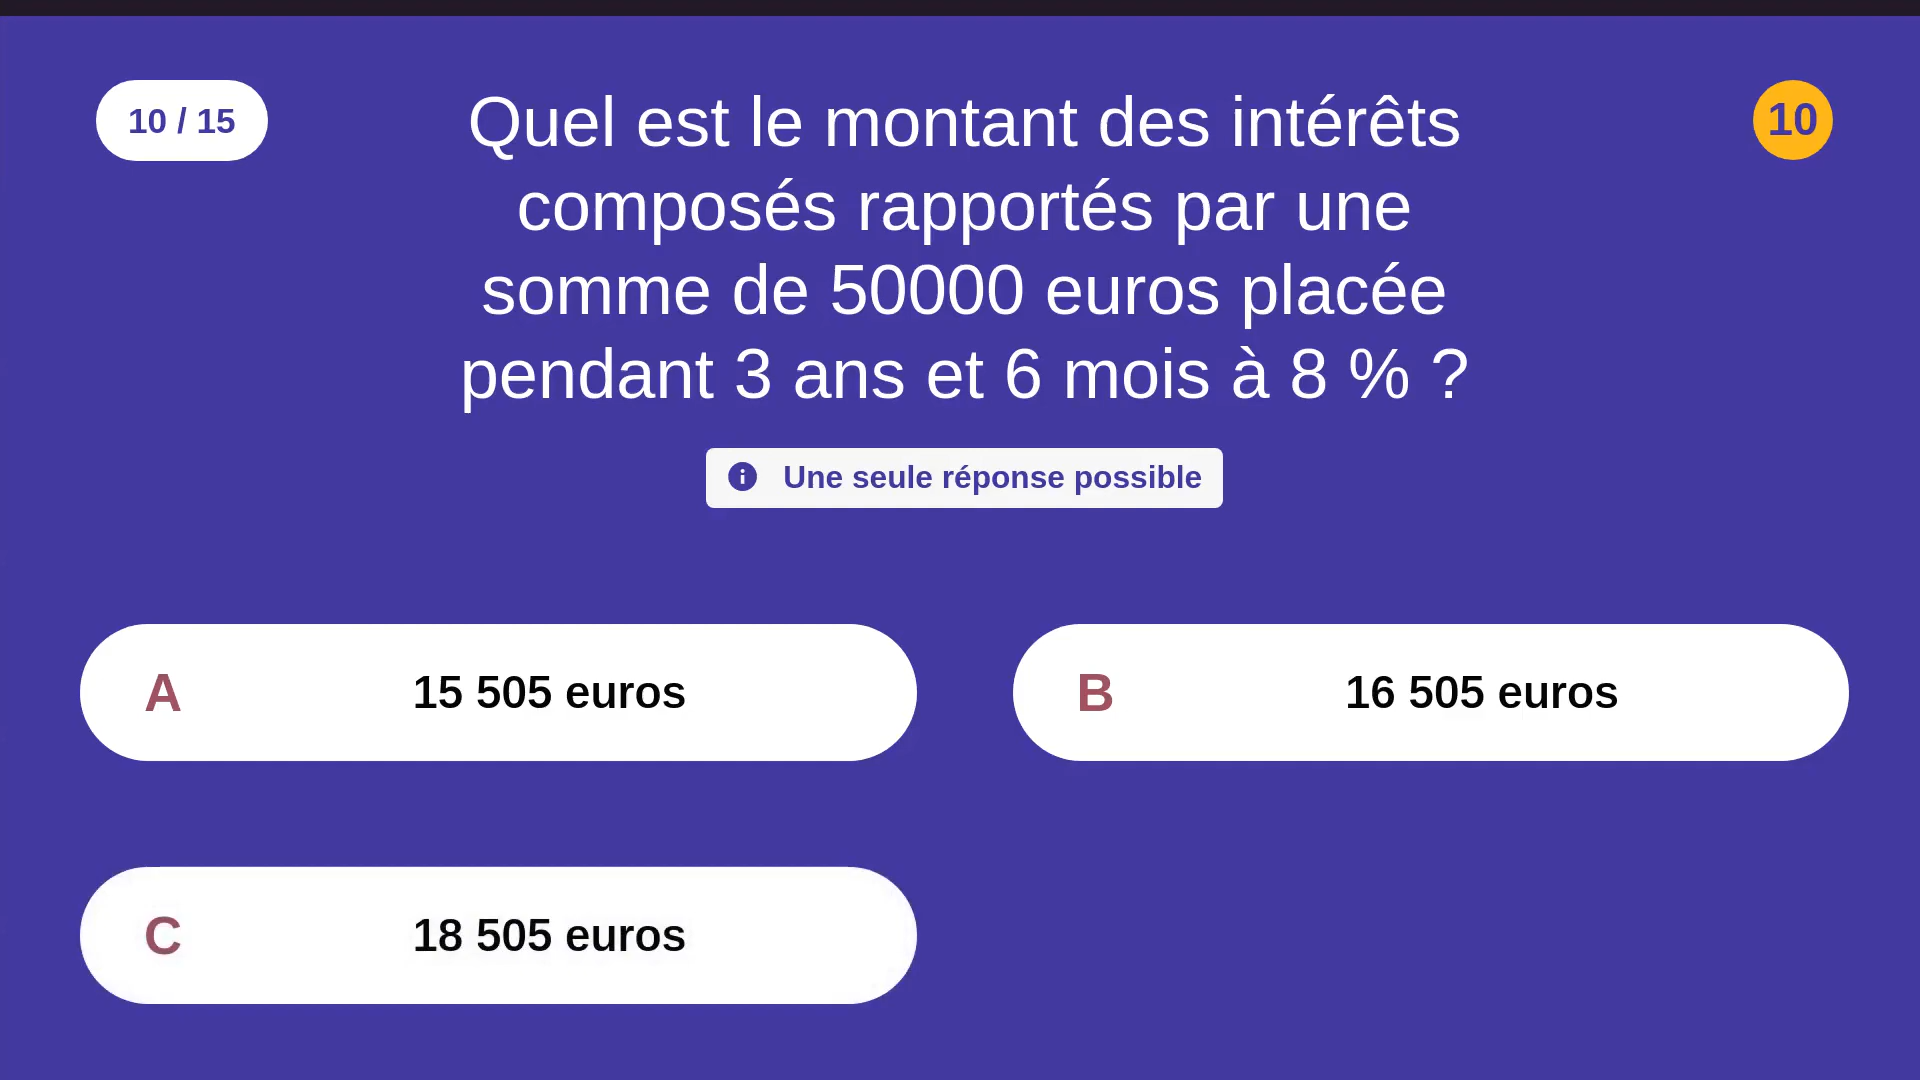 10 / 15
Quel est le montant des intérêts
composés rapportés par une
somme de 50000 euros placée
pendant 3 ans et 6 mois à 8 % ?
10
Une seule réponse possible
A 15 505 euros
B 16 505 euros
C 18 505 euros